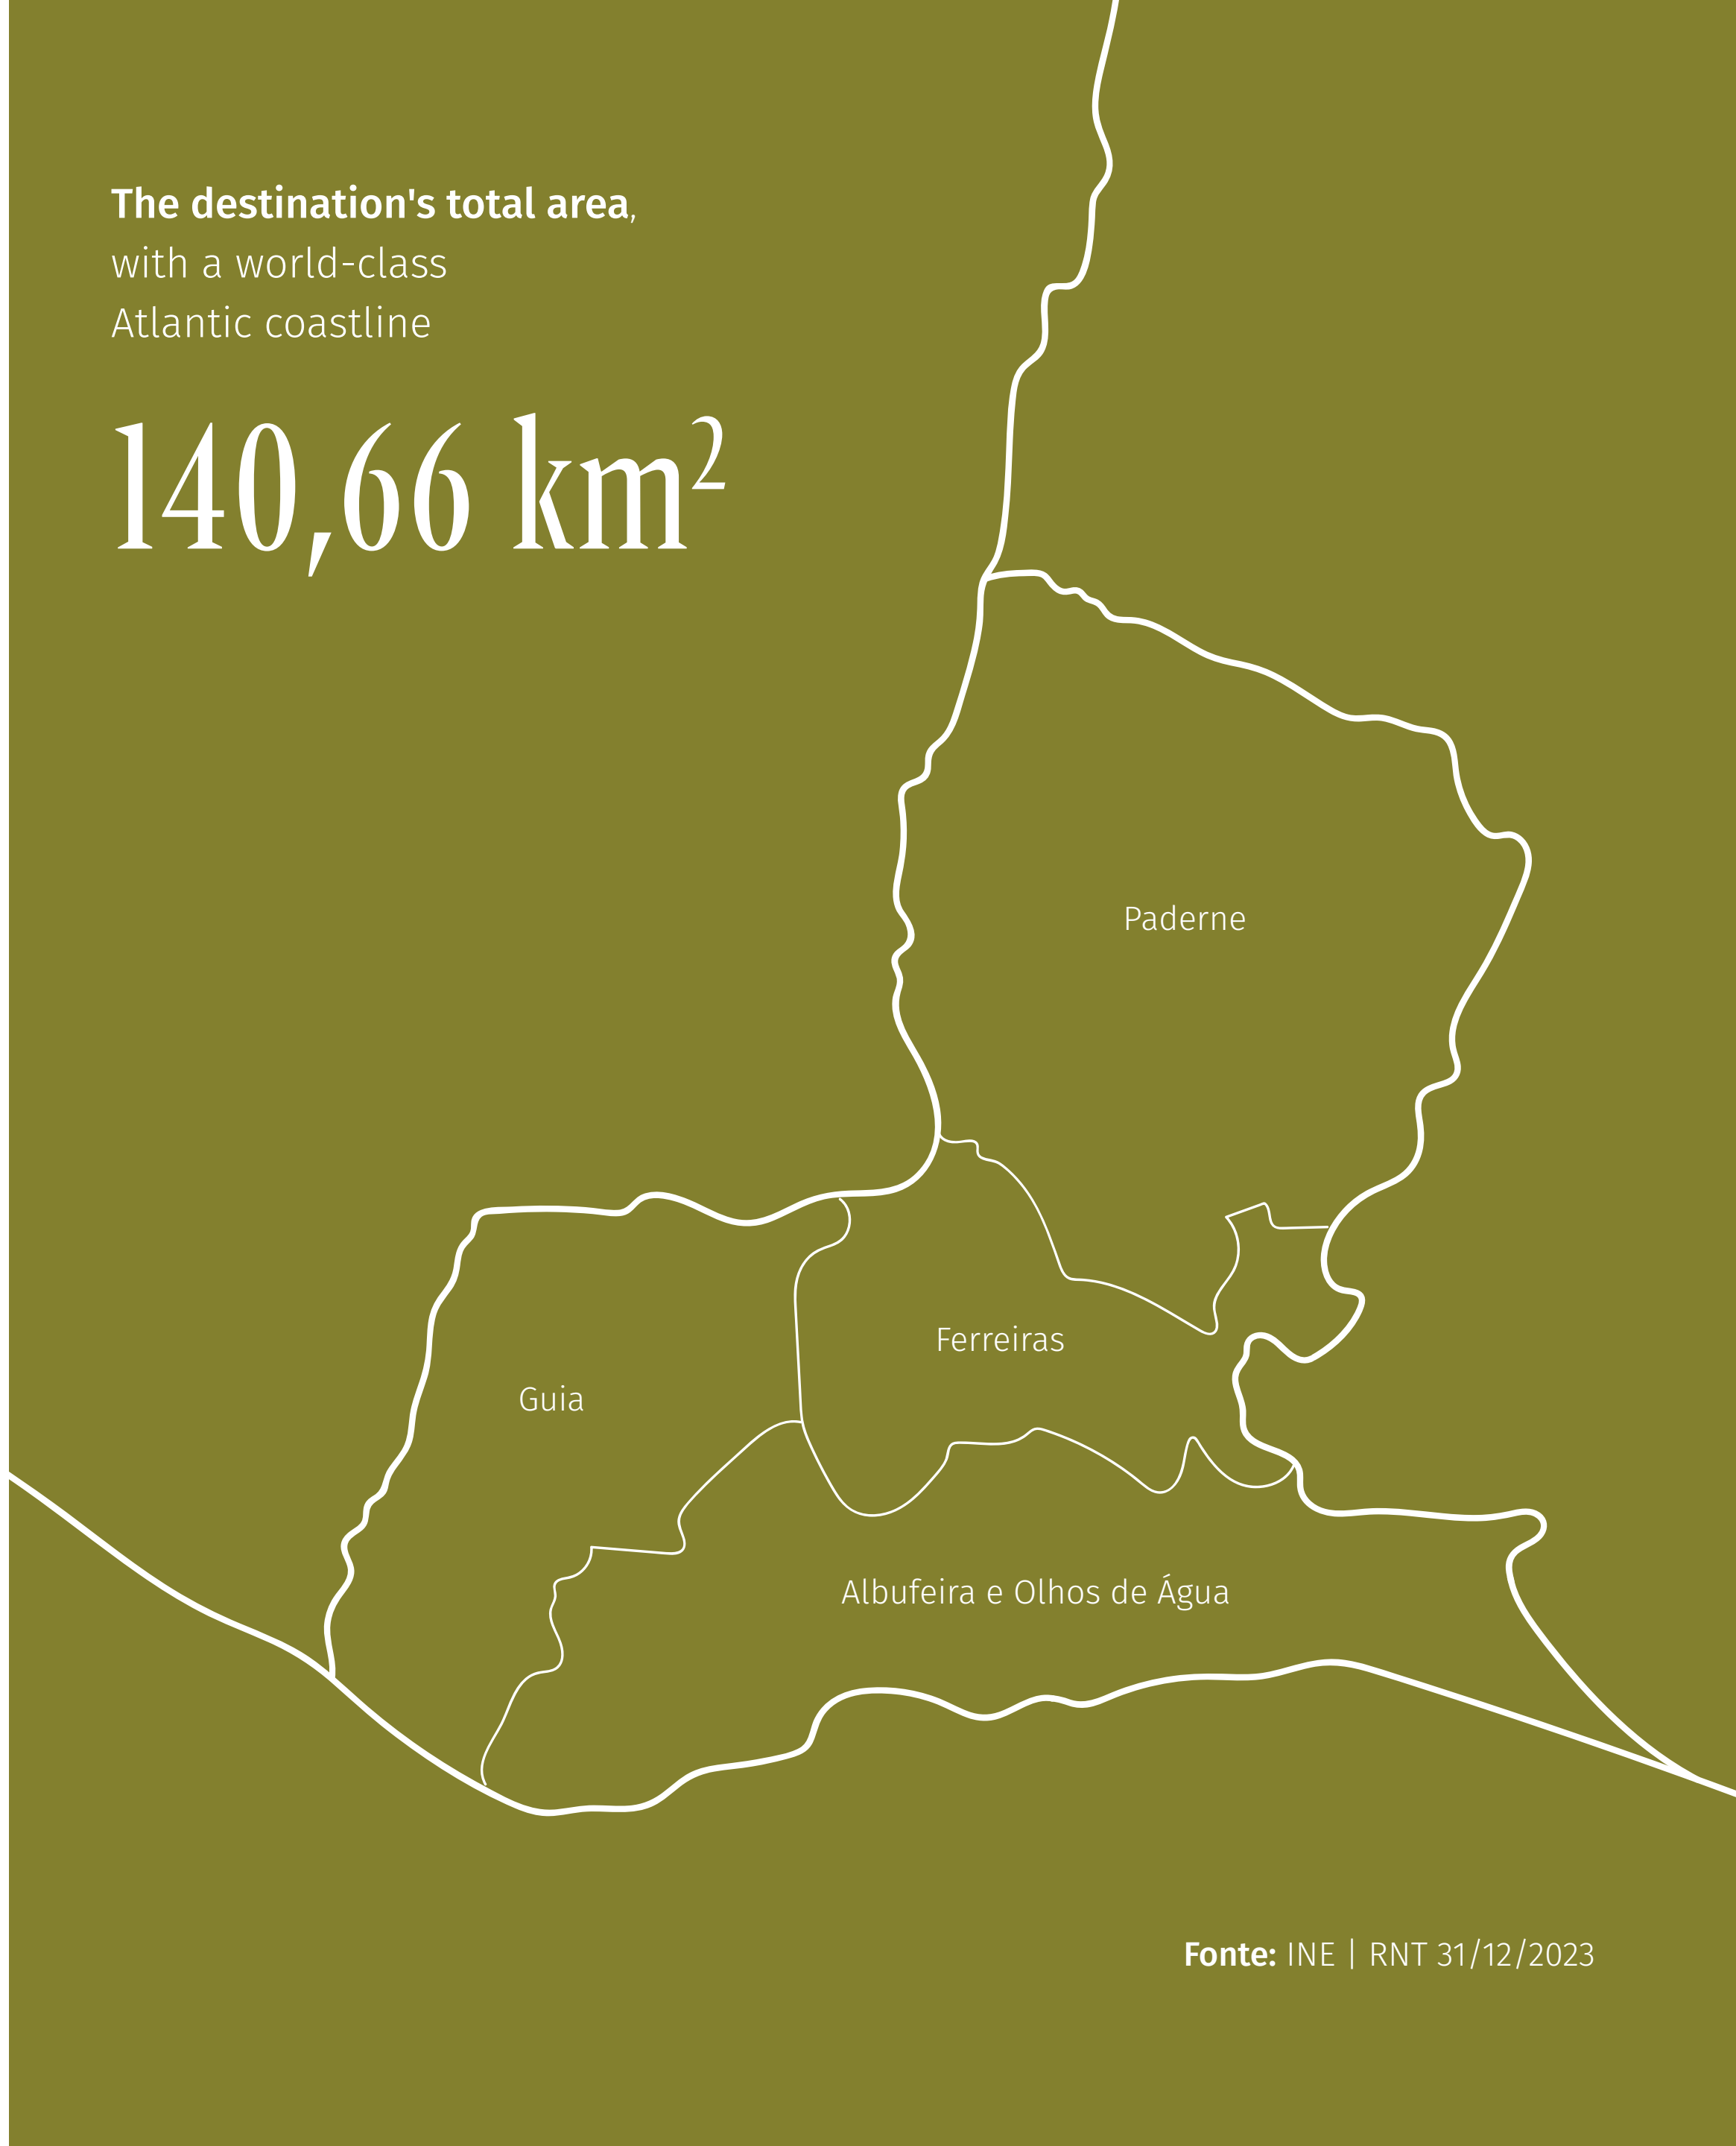 The destination's total area,
with a world-class
Atlantic coastline
140,66 km²
Paderne
Ferreiras
Guia
Albufeira e Olhos de Água
Fonte: INE | RNT 31/12/2023